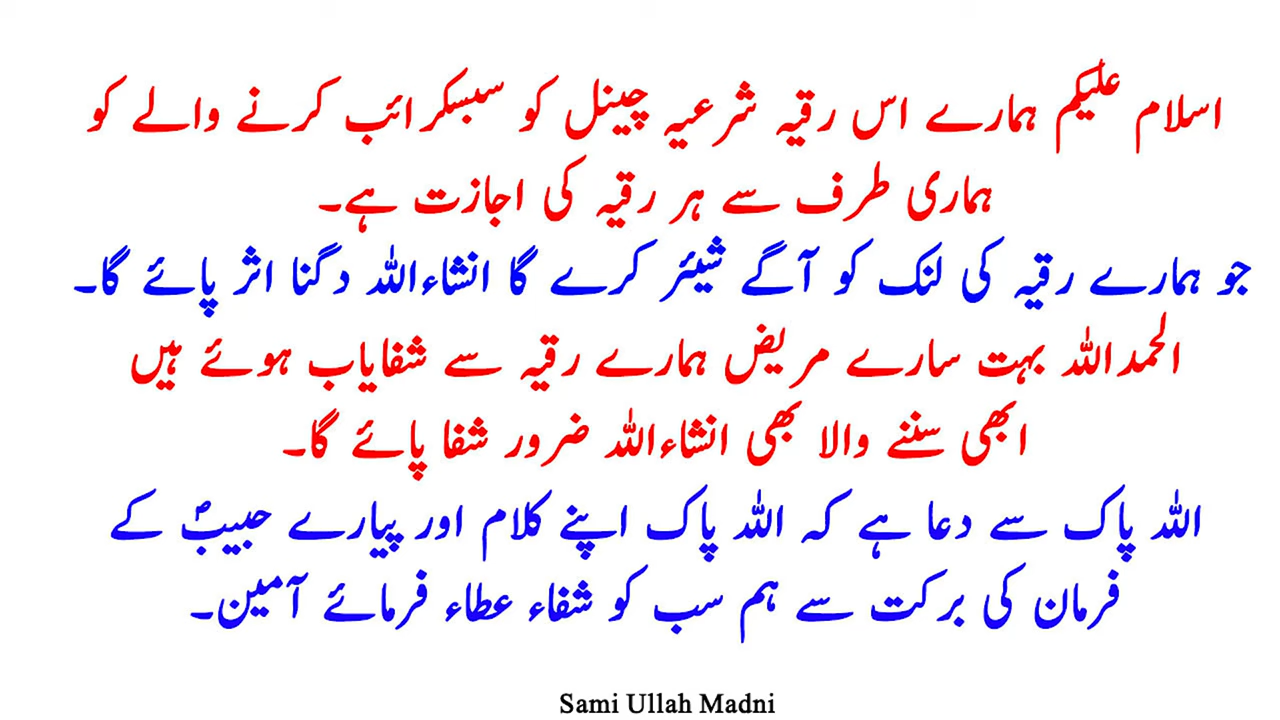 اسلام علیکم ہمارے اس رقیہ شرعیہ چینل کو سبسکرائب کرنے والے کو
ہماری طرف سے ہر رقیہ کی اجازت ہے۔
جو ہمارے رقیہ کی لنک کو آگے شیئر کرے گا انشاءاللہ دگنا اثر پائے گا۔
الحمداللہ بہت سارے مریض ہمارے رقیہ سے شفایاب ہوئے ہیں
ابھی سننے والا بھی انشاءاللہ ضرور شفا پائے گا۔
اللہ پاک سے دعا ہے کہ اللہ پاک اپنے کلام اور پیارے حبیبؐ کے
فرمان کی برکت سے ہم سب کو شفاء عطاء فرمائے آمین۔
Sami Ullah Madni